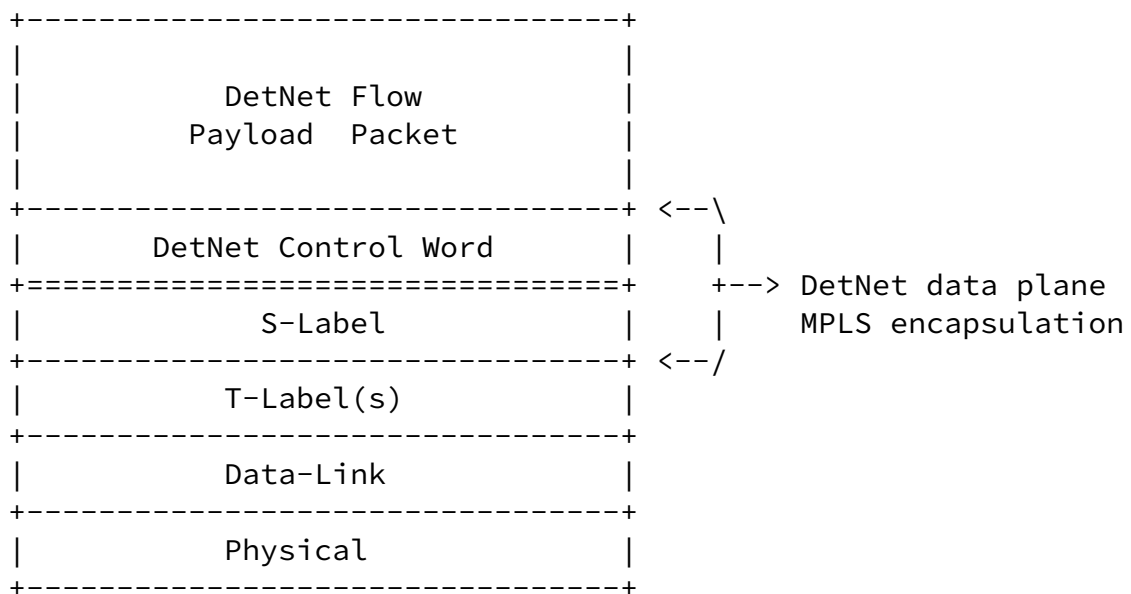 DetNet Flow
Payload Packet
DetNet Control Word
DetNet data plane
S-Label
MPLS encapsulation
T-Label(s)
Data-Link
Physical